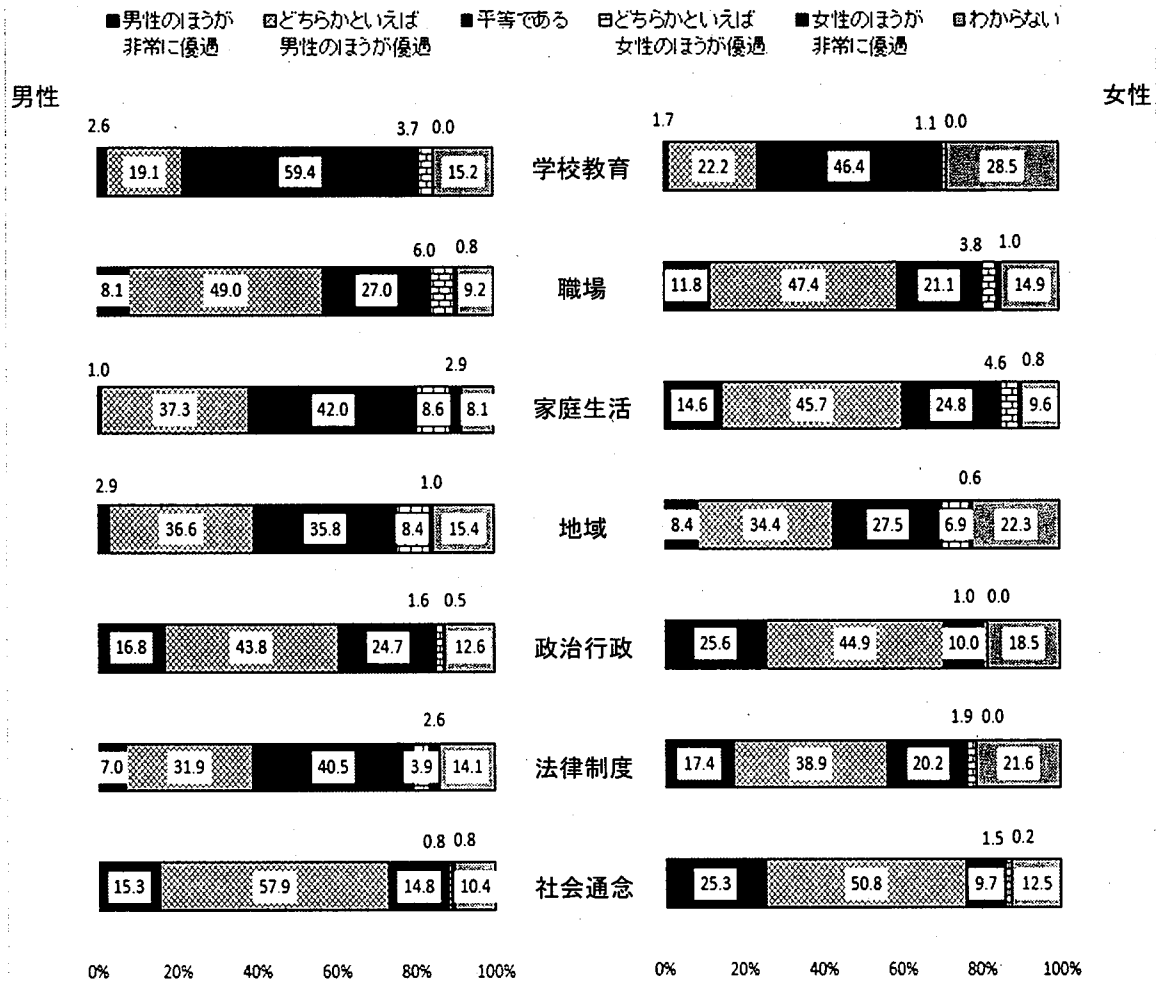 ■男性のほうが 非常に優遇
どちらかといえば 男性のほうが優遇
■平等である
どちらかといえば 女性のほうが優遇
■女性のほうが 非常に優遇
わからない
男性
女性
2.6 3.7 0.0
1.7 1.1 0.0
19.1 59.4 15.2 学校教育 22.2 46.4 28.5
6.0 0.8
3.8 1.0
8.1 49.0 27.0 9.2 職場 11.8 47.4 21.1 14.9
1.0 2.9
4.6 0.8
37.3 42.0 8.6 8.1 家庭生活 14.6 45.7 24.8 9.6
2.9 1.0
0.6
36.6 35.8 8.4 15.4 地域 8.4 34.4 27.5 6.9 22.3
1.6 0.5
1.0 0.0
16.8 43.8 24.7 12.6 政治行政 25.6 44.9 10.0 18.5
2.6
1.9 0.0
7.0 31.9 40.5 3.9 14.1 法律制度 17.4 38.9 20.2 21.6
0.8 0.8
1.5 0.2
15.3 57.9 14.8 10.4 社会通念 25.3 50.8 9.7 12.5
0% 20% 40% 60% 80% 100%
0% 20% 40% 60% 80% 100%